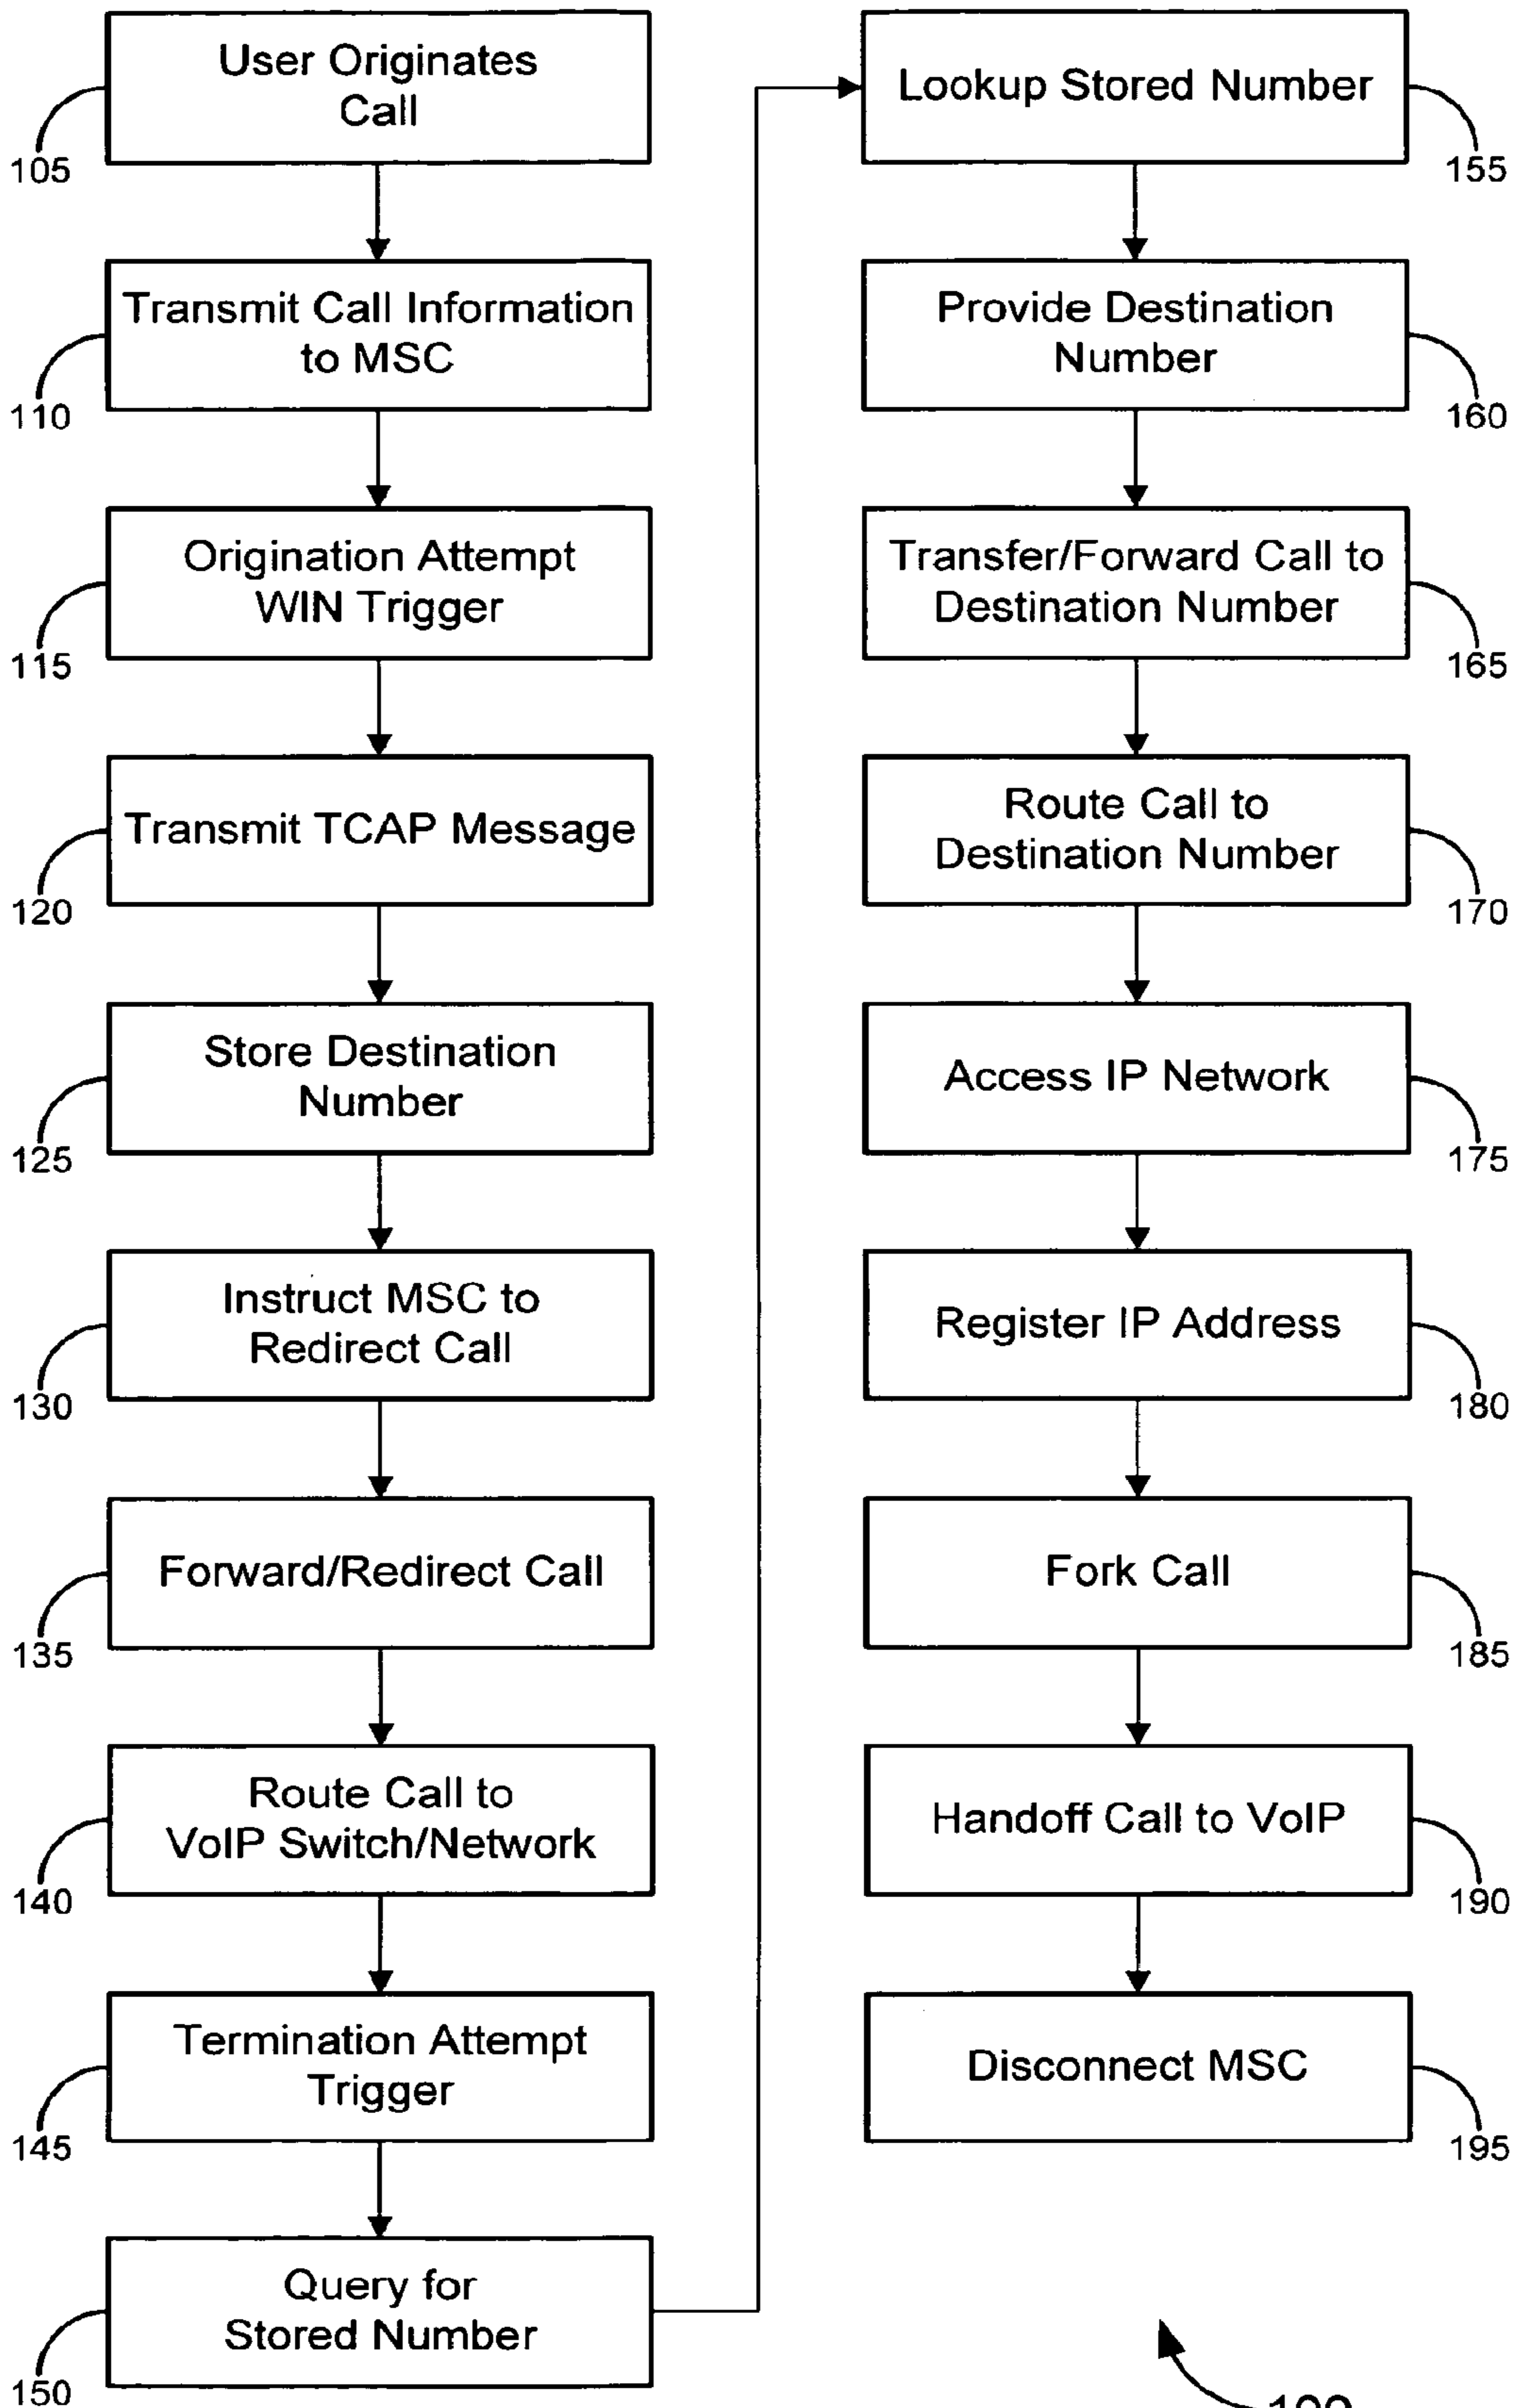 User Originates
Call
105
Transmit Call Information
to MSC
110
Origination Attempt
WIN Trigger
115
Transmit TCAP Message
120
Store Destination
Number
125
Instruct MSC to
Redirect Call
130
Forward/Redirect Call
135
Route Call to
VoIP Switch/Network
140
Termination Attempt
Trigger
145
Query for
Stored Number
150
Lookup Stored Number
155
Provide Destination
Number
160
Transfer/Forward Call to
Destination Number
165
Route Call to
Destination Number
170
Access IP Network
175
Register IP Address
180
Fork Call
185
Handoff Call to VoIP
190
Disconnect MSC
195